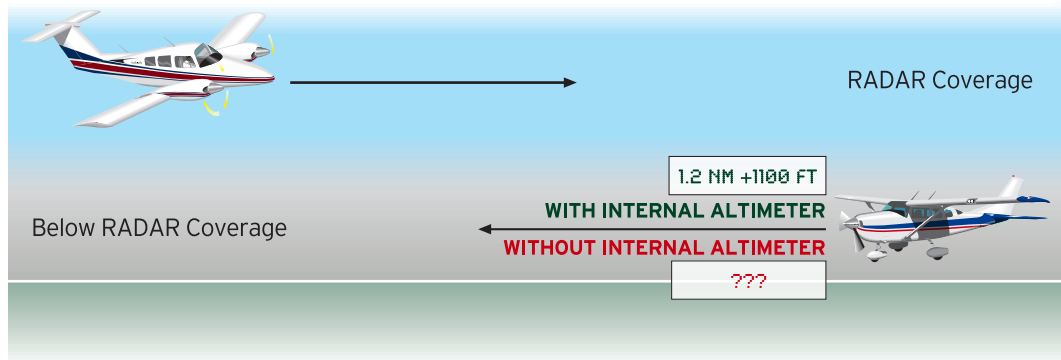 RADAR Coverage
1.2 NM +1100 FT
WITH INTERNAL ALTIMETER
Below RADAR Coverage
WITHOUT INTERNAL ALTIMETER
???